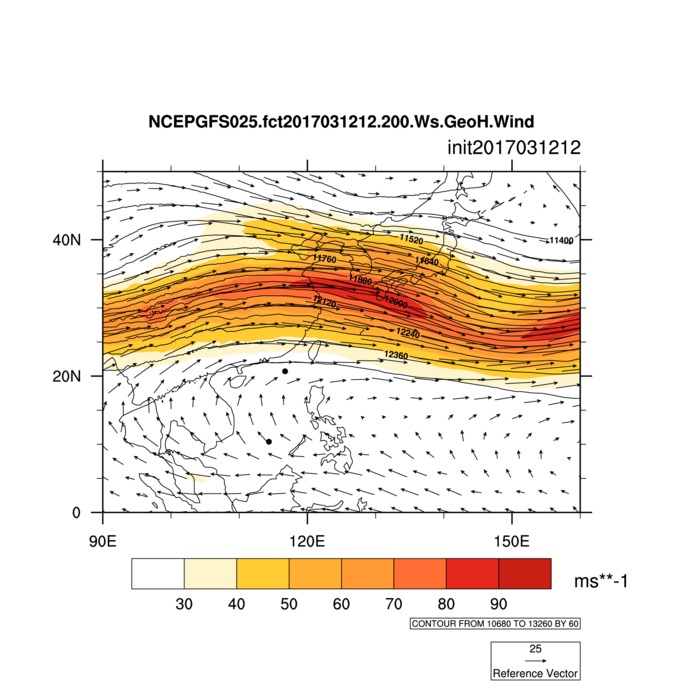 NCEPGFS025.fct2017031212.200.Ws.GeoH.Wind
init2017031212
40N
20N
0
11520
11400
11760
11640
11880
12000
12120
12240
12360
90E
120E
150E
30 40 50 60 70 80 90
ms**-1
CONTOUR FROM 10680 TO 13260 BY 60
25
Reference Vector